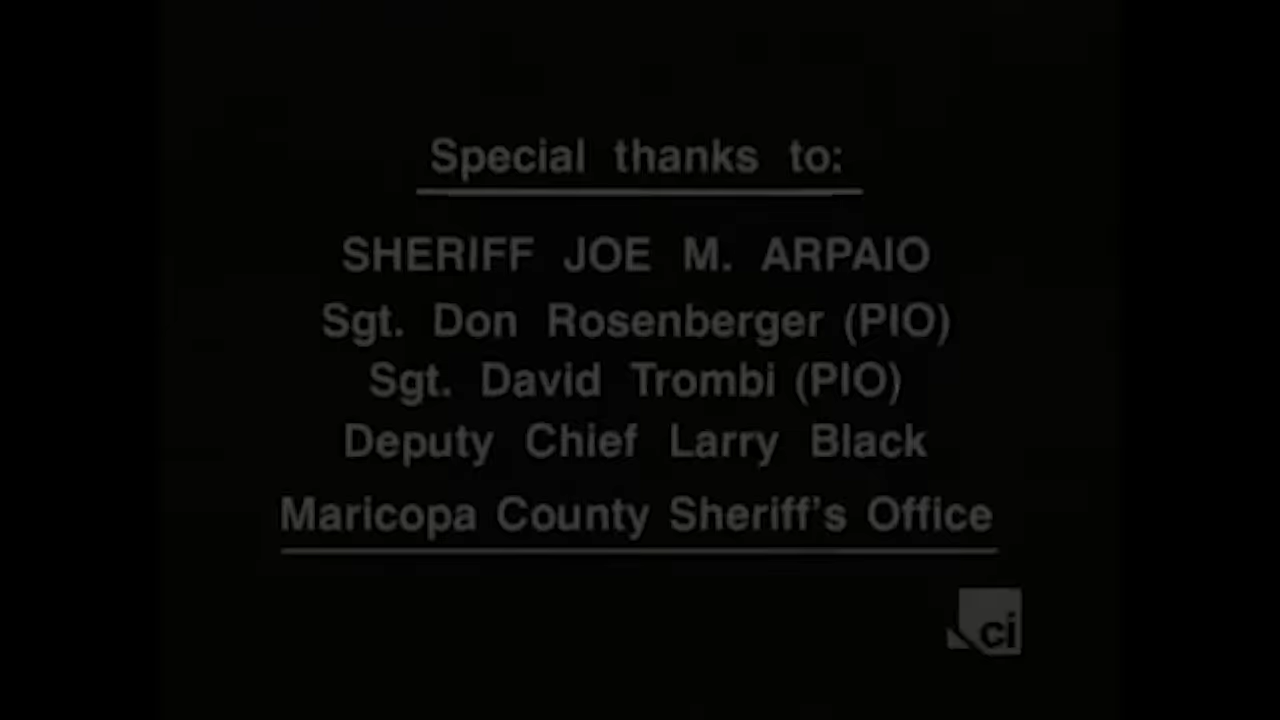 Special thanks to:
SHERIFF JOE M. ARPAIO
Sgt. Don Rosenberger (PIO)
Sgt. David Trombi (PIO)
Deputy Chief Larry Black
Maricopa County Sheriff's Office
ci